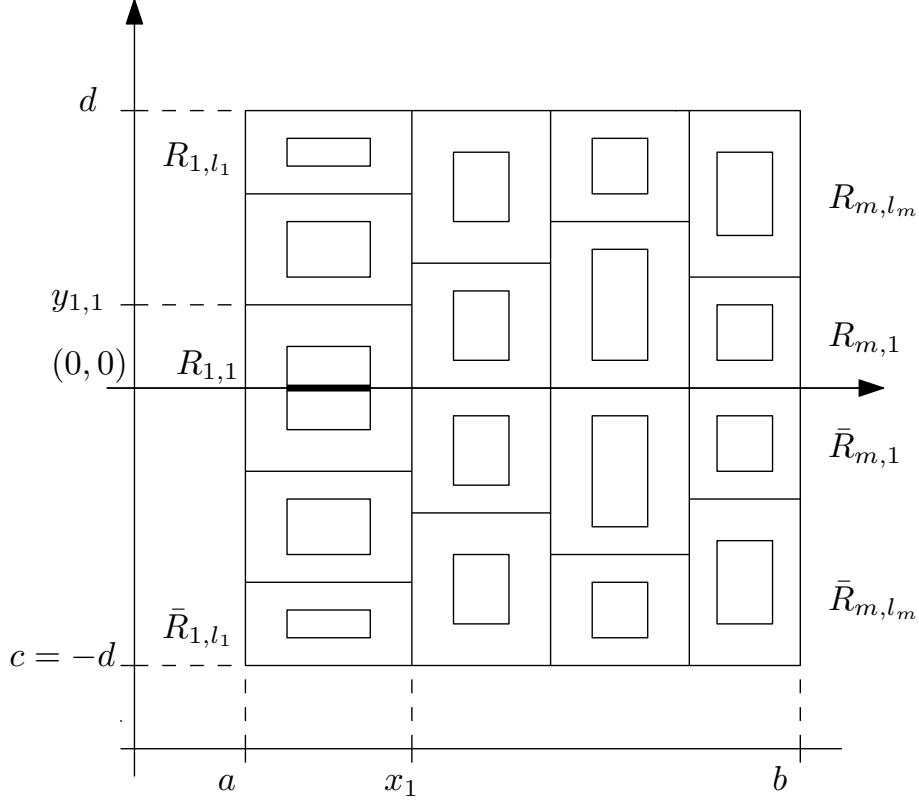 d
R_{1,l_1}
R_{m,l_m}
y_{1,1}
R_{m,1}
(0, 0)
R_{1,1}
\bar{R}_{m,1}
\bar{R}_{m,l_m}
\bar{R}_{1,l_1}
c = −d
a
x_1
b